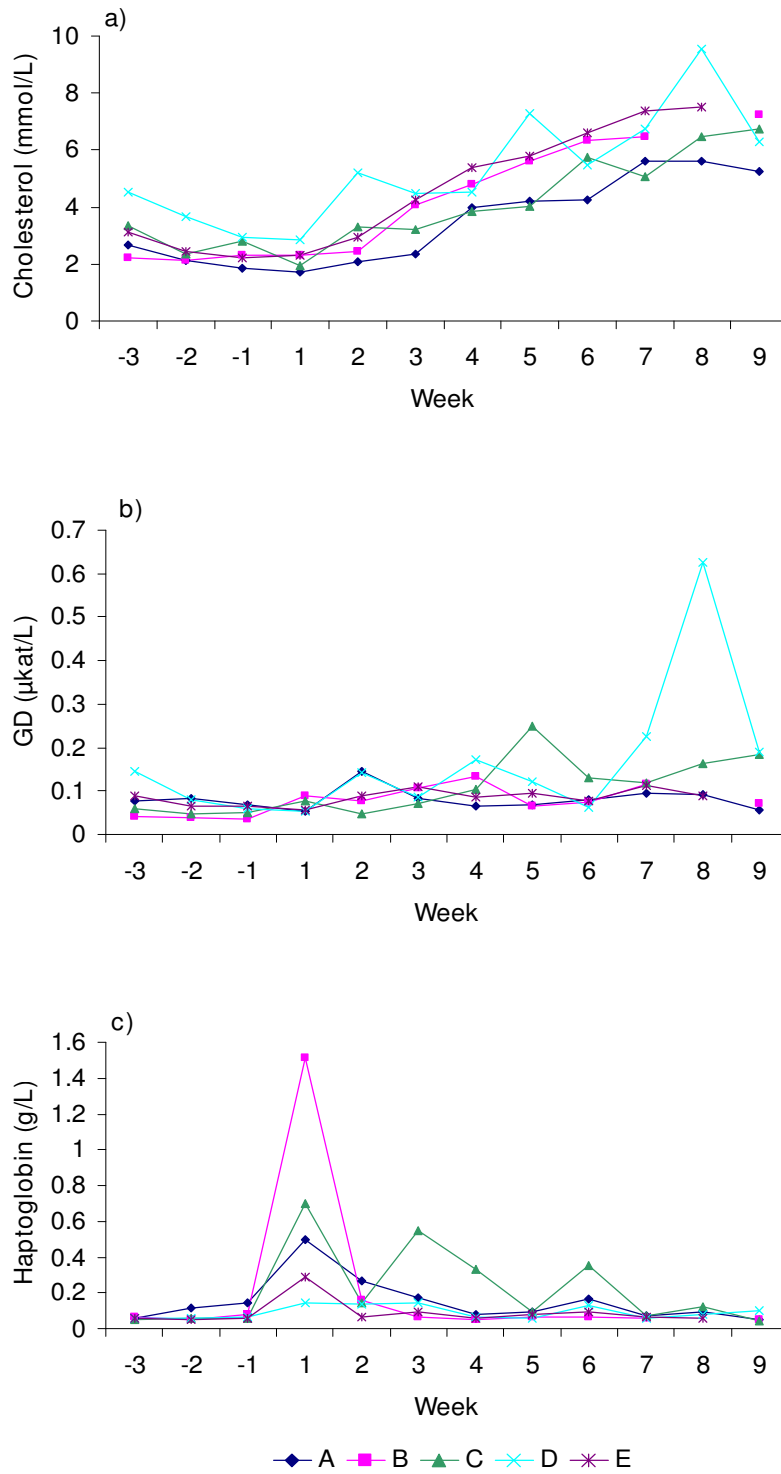 a)
Cholesterol (mmol/L)
10
8
6
4
2
0
-3 -2 -1 1 2 3 4 5 6 7 8 9
Week
b)
GD (µkat/L)
0.7
0.6
0.5
0.4
0.3
0.2
0.1
0
-3 -2 -1 1 2 3 4 5 6 7 8 9
Week
c)
Haptoglobin (g/L)
1.6
1.4
1.2
1
0.8
0.6
0.4
0.2
0
-3 -2 -1 1 2 3 4 5 6 7 8 9
Week
A B C D E